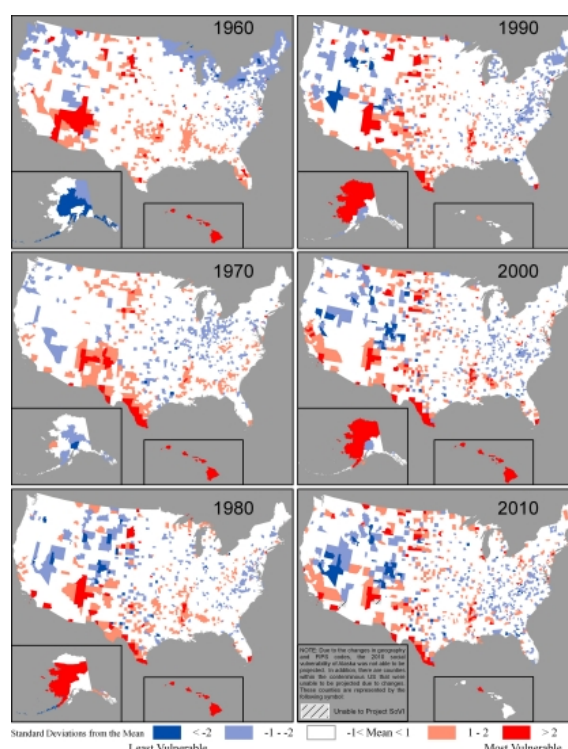 1960
1990
1970
2000
1980
2010
NOTE: Due to the changes in geography
and FIPS codes, the 2010 social
vulnerability of Alaska was not able to be
projected. In addition, there are counties
within the conterminous US that were
unable to be projected due to changes.
These counties are represented by the
following symbol:
Unable to Project SoVI
Standard Deviations from the Mean
< -2
-1 - -2
-1< Mean < 1
1 - 2
> 2
Least Vulnerable
Most Vulnerable